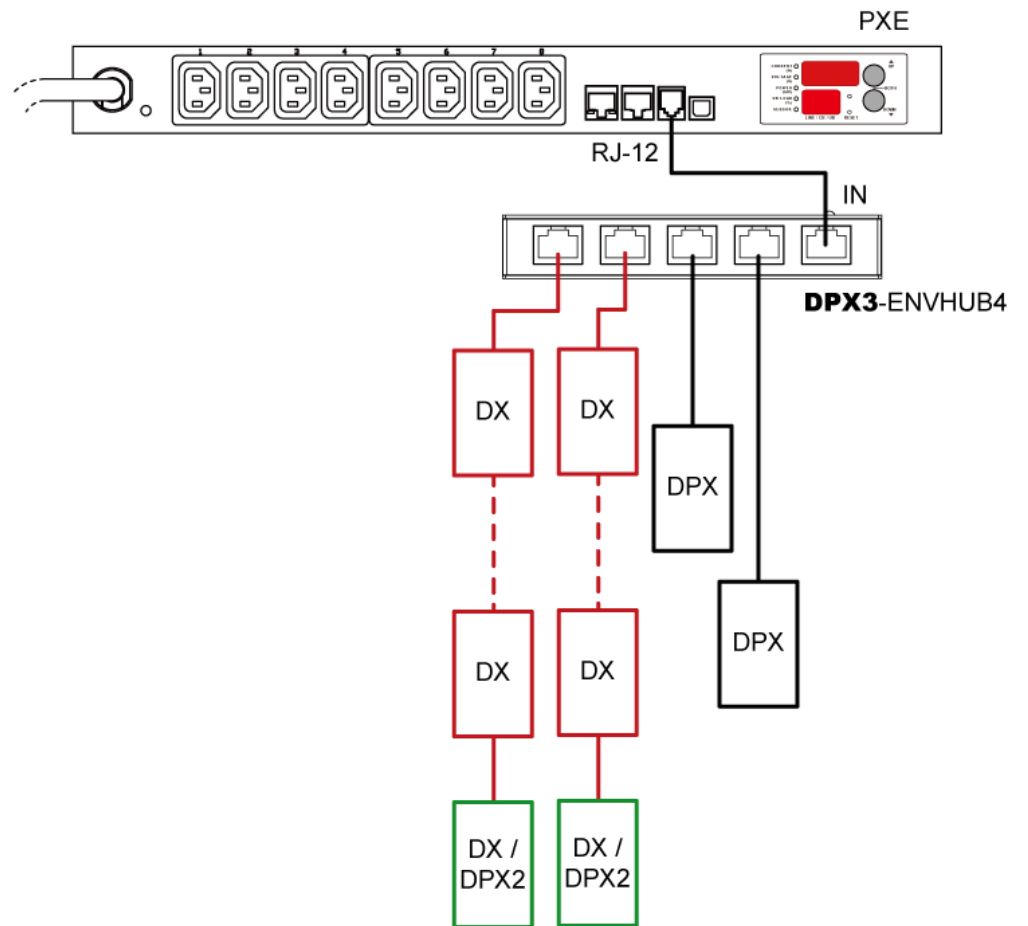 PXE
1 2 3 4 5 6 7 8
RJ-12
IN
DPX3-ENVHUB4
DX
DX
DPX
DPX
DX
DX
DX /
DPX2
DX /
DPX2